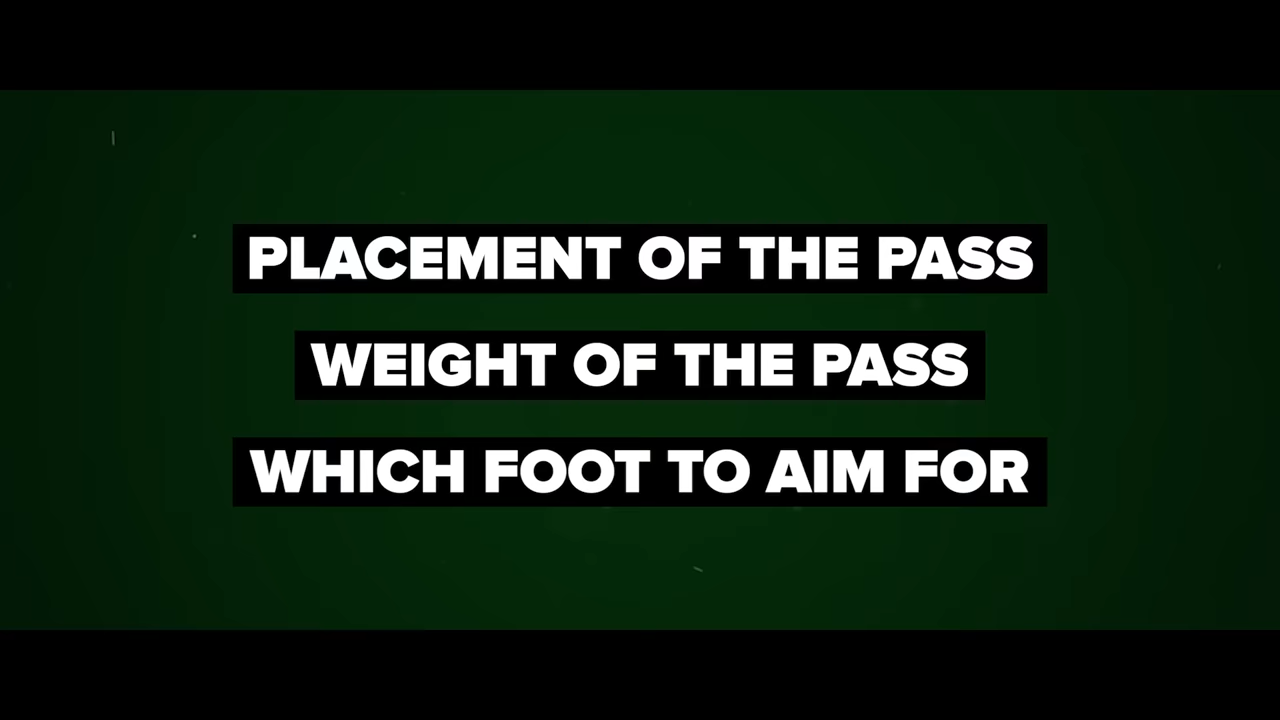 PLACEMENT OF THE PASS
WEIGHT OF THE PASS
WHICH FOOT TO AIM FOR